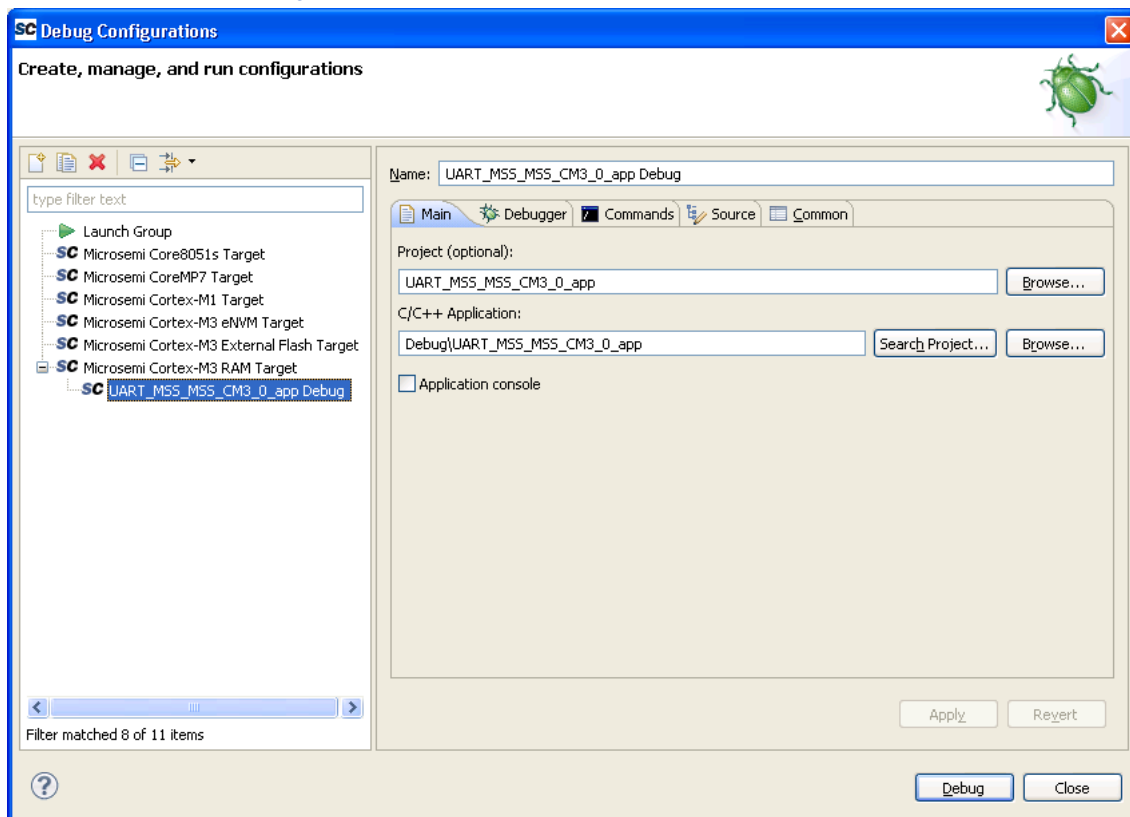 SC Debug Configurations
Create, manage, and run configurations
type filter text
Launch Group
SC Microsemi Core8051s Target
SC Microsemi CoreMP7 Target
SC Microsemi Cortex-M1 Target
SC Microsemi Cortex-M3 eNVM Target
SC Microsemi Cortex-M3 External Flash Target
SC Microsemi Cortex-M3 RAM Target
SC UART_MSS_MSS_CM3_0_app Debug
Filter matched 8 of 11 items
Name: UART_MSS_MSS_CM3_0_app Debug
Main Debugger Commands Source Common
Project (optional):
UART_MSS_MSS_CM3_0_app Browse...
C/C++ Application:
Debug\UART_MSS_MSS_CM3_0_app Search Project... Browse...
Application console
Apply Revert
? Debug Close